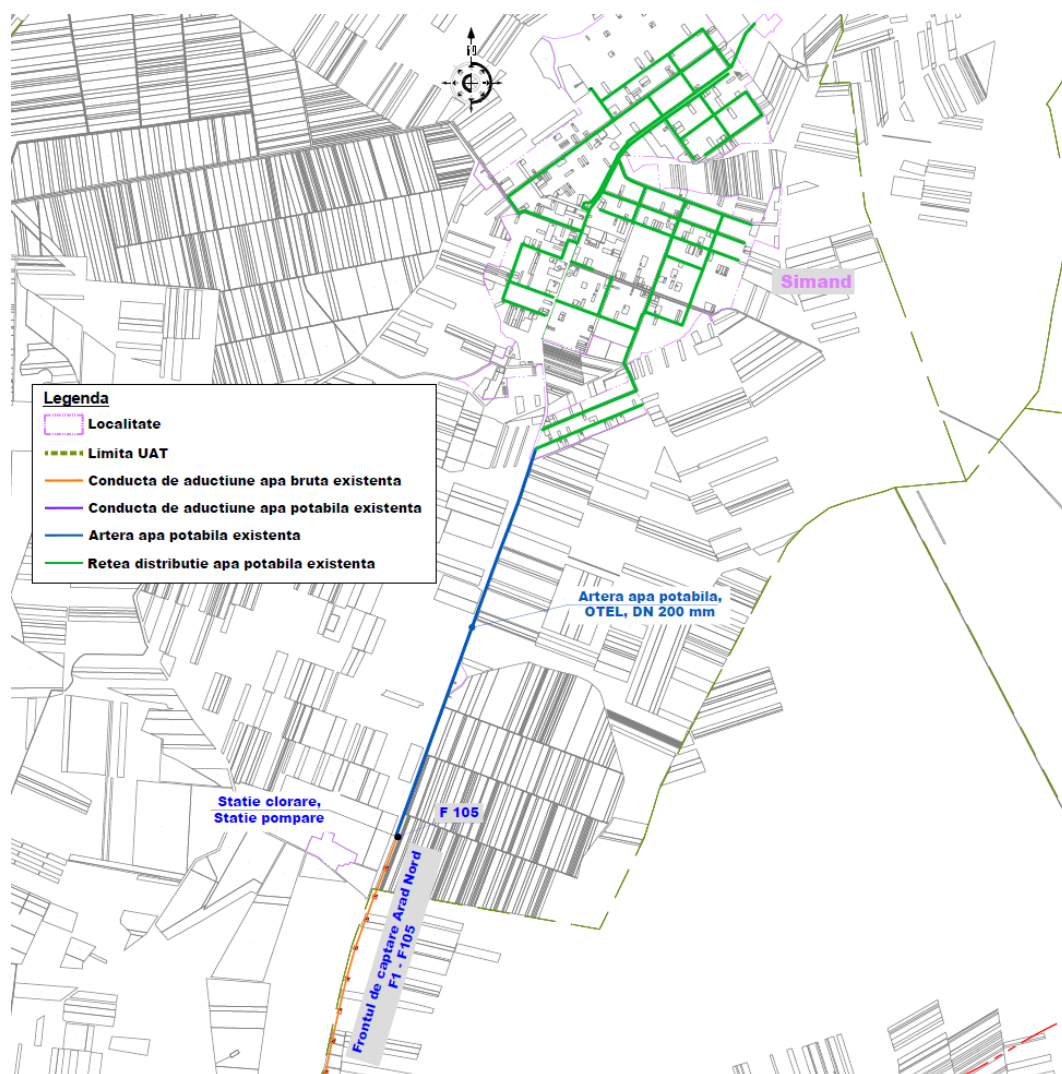 Simand
Legenda
Localitate
Limita UAT
Conducta de aductiune apa bruta existenta
Conducta de aductiune apa potabila existenta
Artera apa potabila existenta
Retea distributie apa potabila existenta
Artera apa potabila,
OTEL, DN 200 mm
Statie clorare,
Statie pompare
F 105
Frontul de captare Arad Nord
F1 - F105